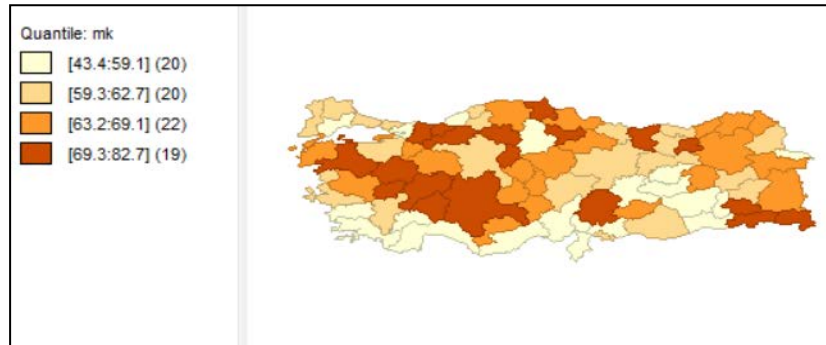 Quantile: mk
[43.4:59.1] (20)
[59.3:62.7] (20)
[63.2:69.1] (22)
[69.3:82.7] (19)